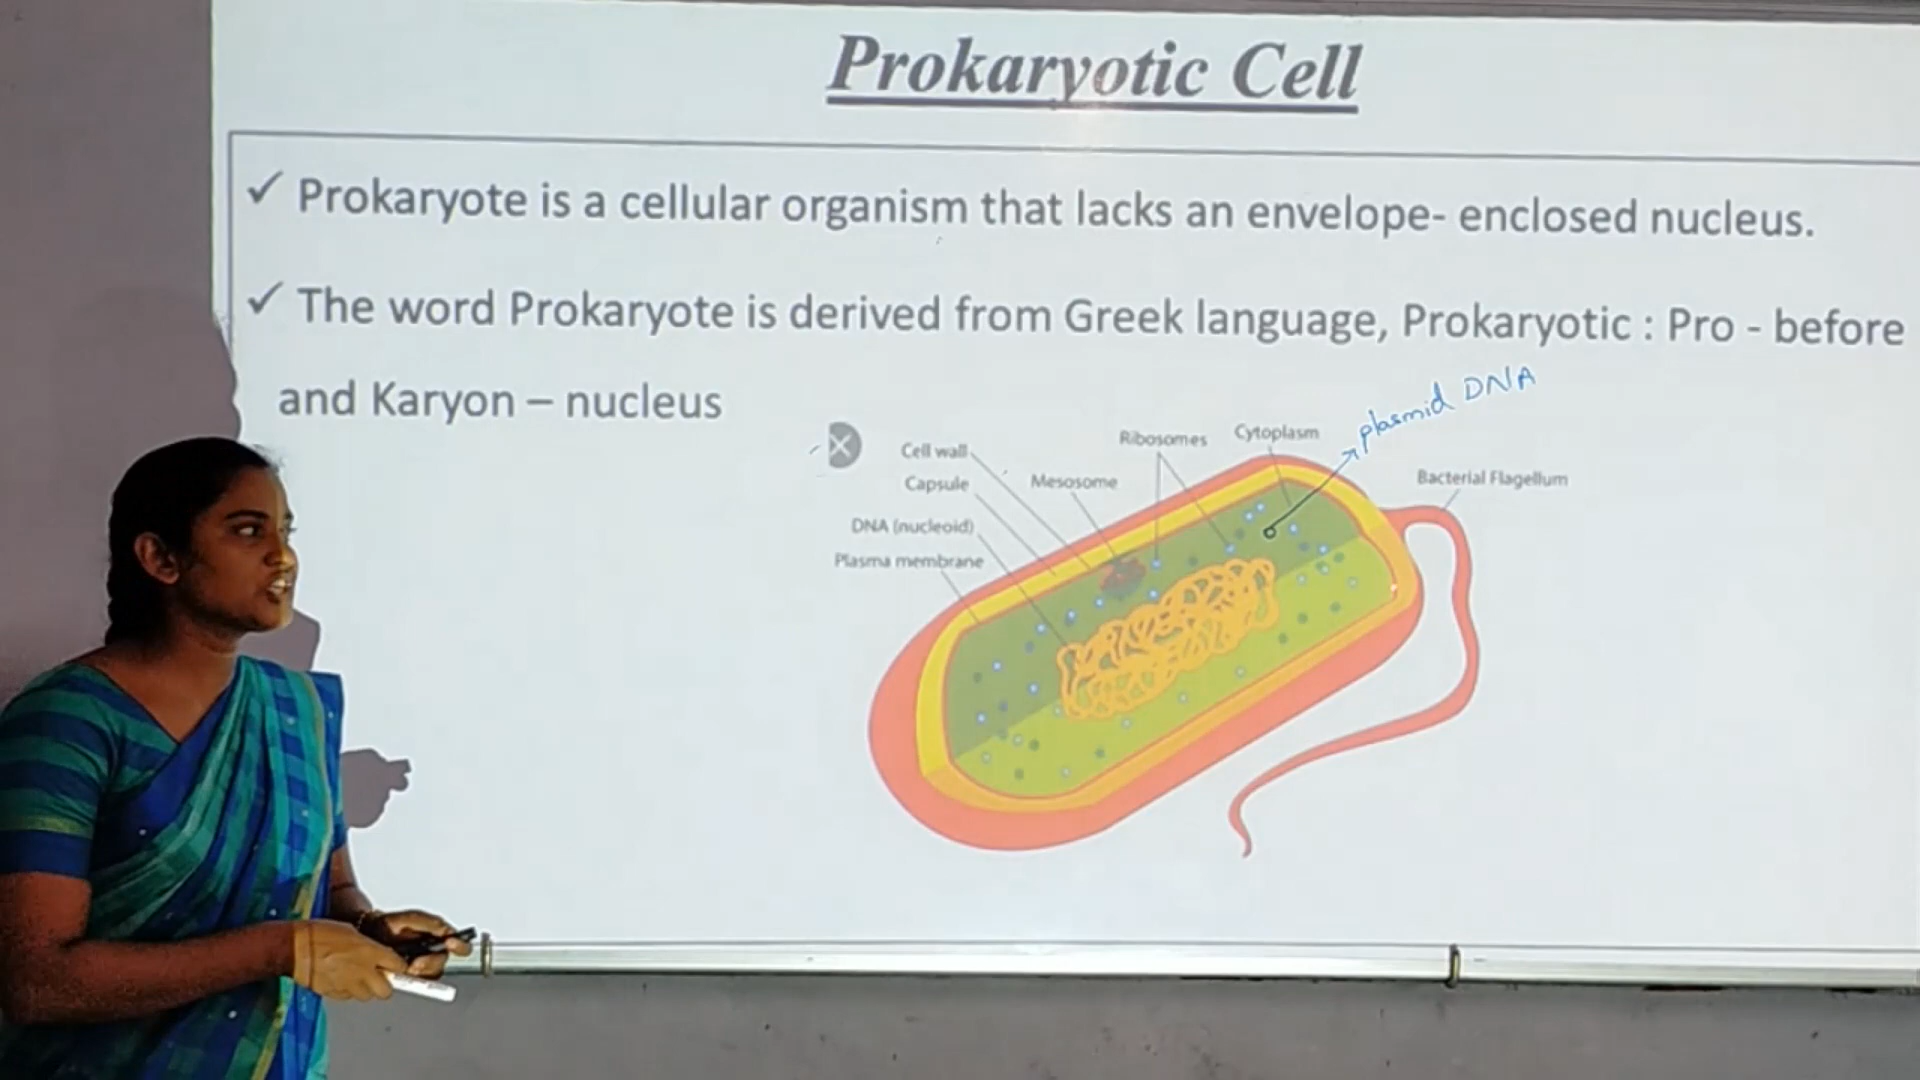 Prokaryotic Cell
✓ Prokaryote is a cellular organism that lacks an envelope- enclosed nucleus.
✓ The word Prokaryote is derived from Greek language, Prokaryotic : Pro - before
and Karyon – nucleus
plasmid DNA
Ribosomes
Cytoplasm
Cell wall
Capsule
Mesosome
Bacterial Flagellum
DNA (nucleoid)
Plasma membrane